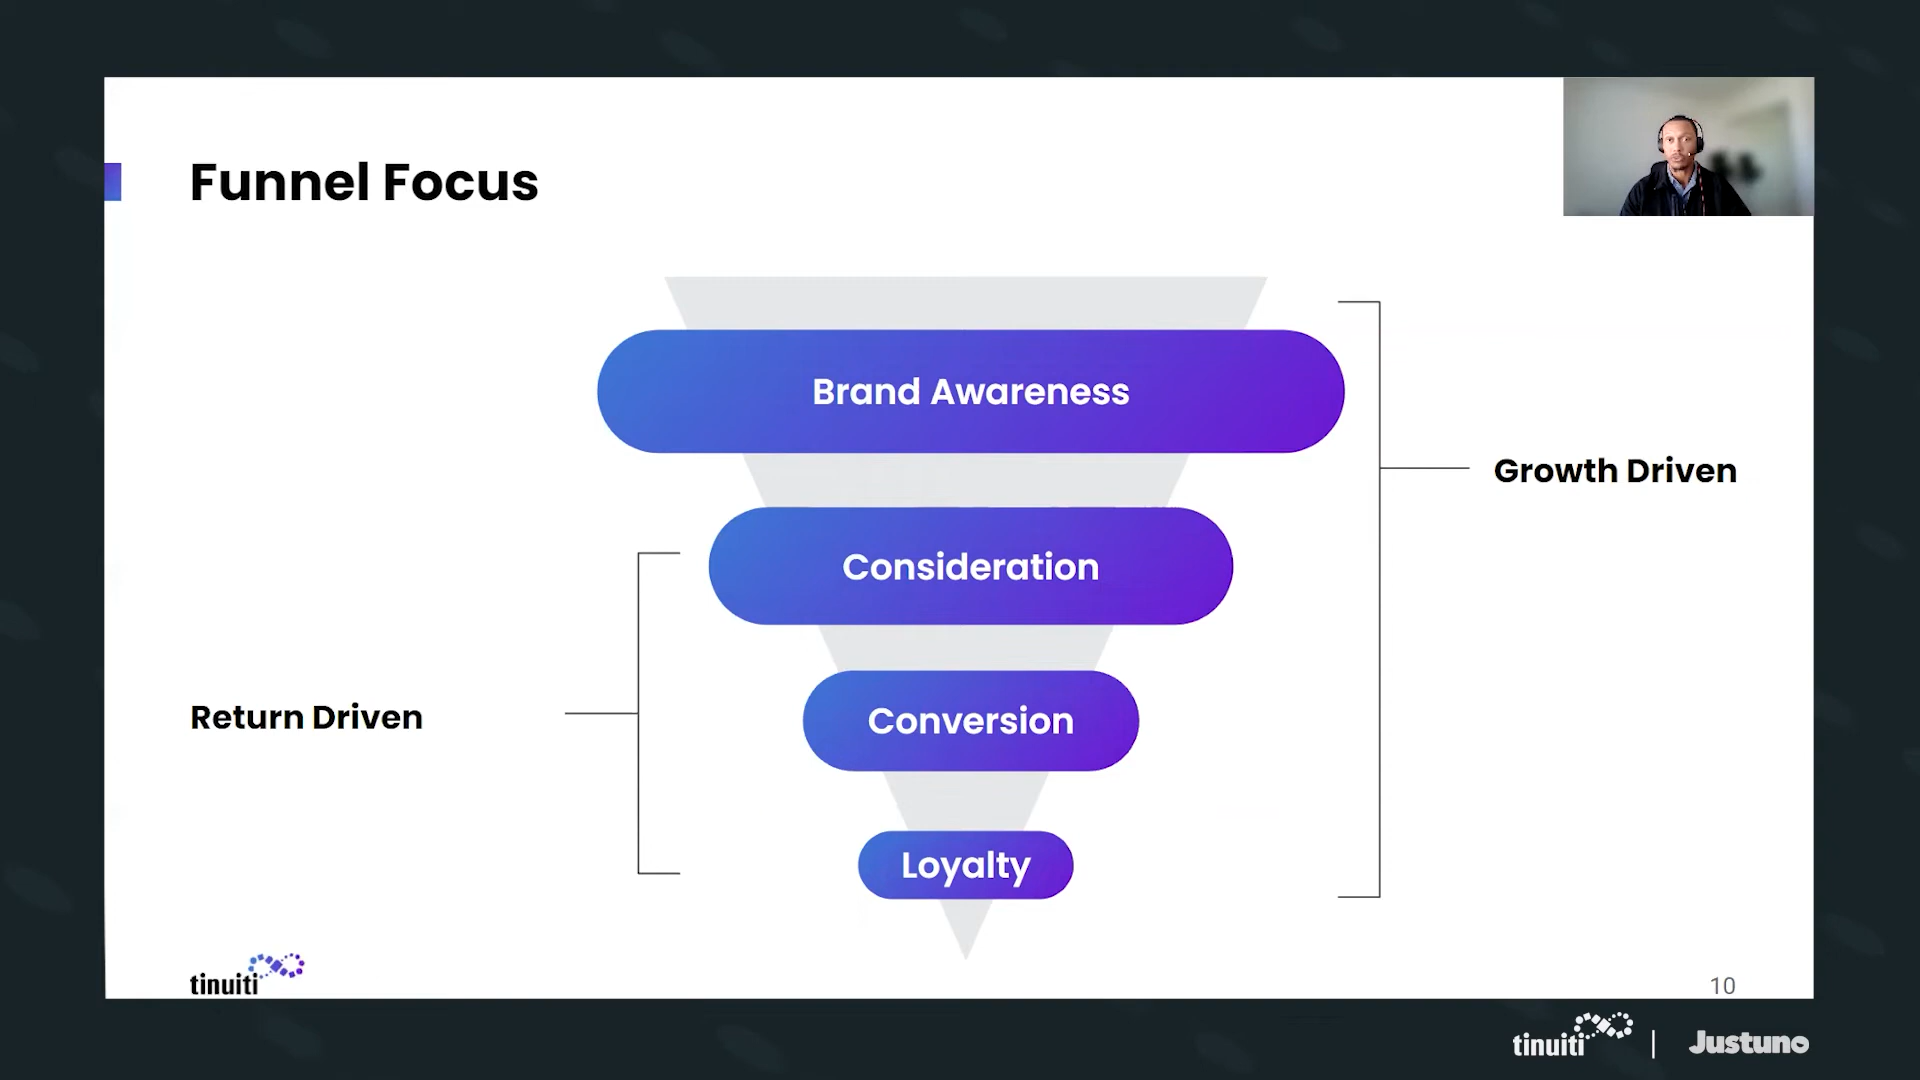 Funnel Focus
Brand Awareness
Growth Driven
Consideration
Return Driven
Conversion
Loyalty
tinuiti
10
tinuiti | Justuno